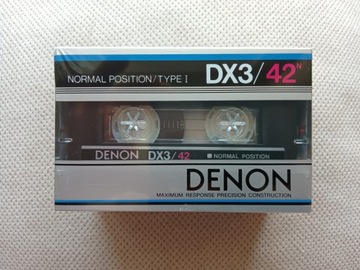 NORMAL POSITION/TYPE I DX3/42N
DENON DX3/42 ■ NORMAL POSITION
DENON
MAXIMUM RESPONSE PRECISION CONSTRUCTION